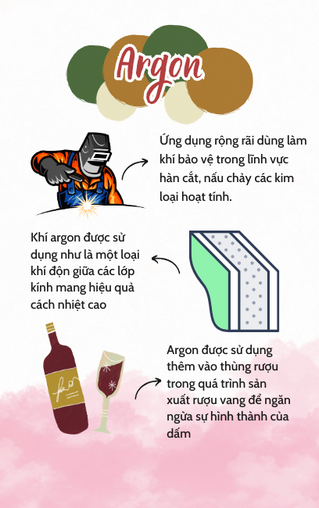 Argon
Ứng dụng rộng rãi dùng làm
khí bảo vệ trong lĩnh vực
hàn cắt, nấu chảy các kim
loại hoạt tính.
Khí argon được sử
dụng như là một loại
khí độn giữa các lớp
kính mang hiệu quả
cách nhiệt cao
Argon được sử dụng
thêm vào thùng rượu
trong quá trình sản
xuất rượu vang để ngăn
ngừa sự hình thành của
dấm